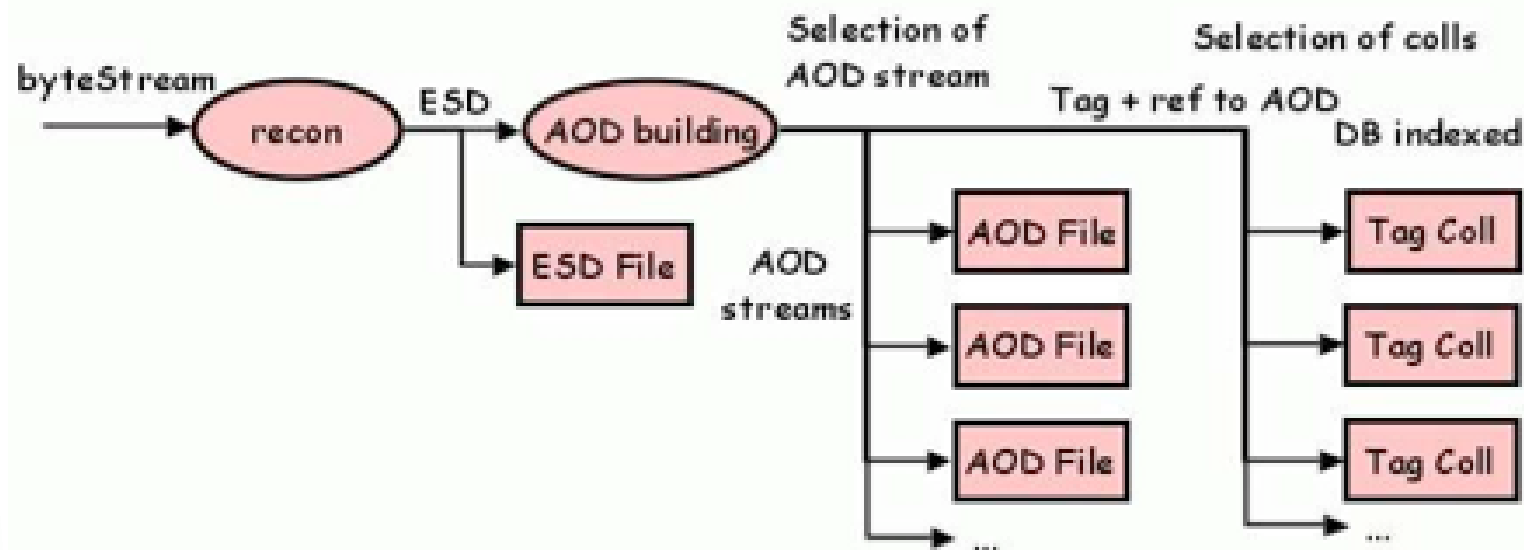 byteStream
recon
ESD
AOD building
ESD File
Selection of
AOD stream
AOD
streams
AOD File
AOD File
AOD File
...
Tag + ref to AOD
Selection of colls
DB indexed
Tag Coll
Tag Coll
Tag Coll
...